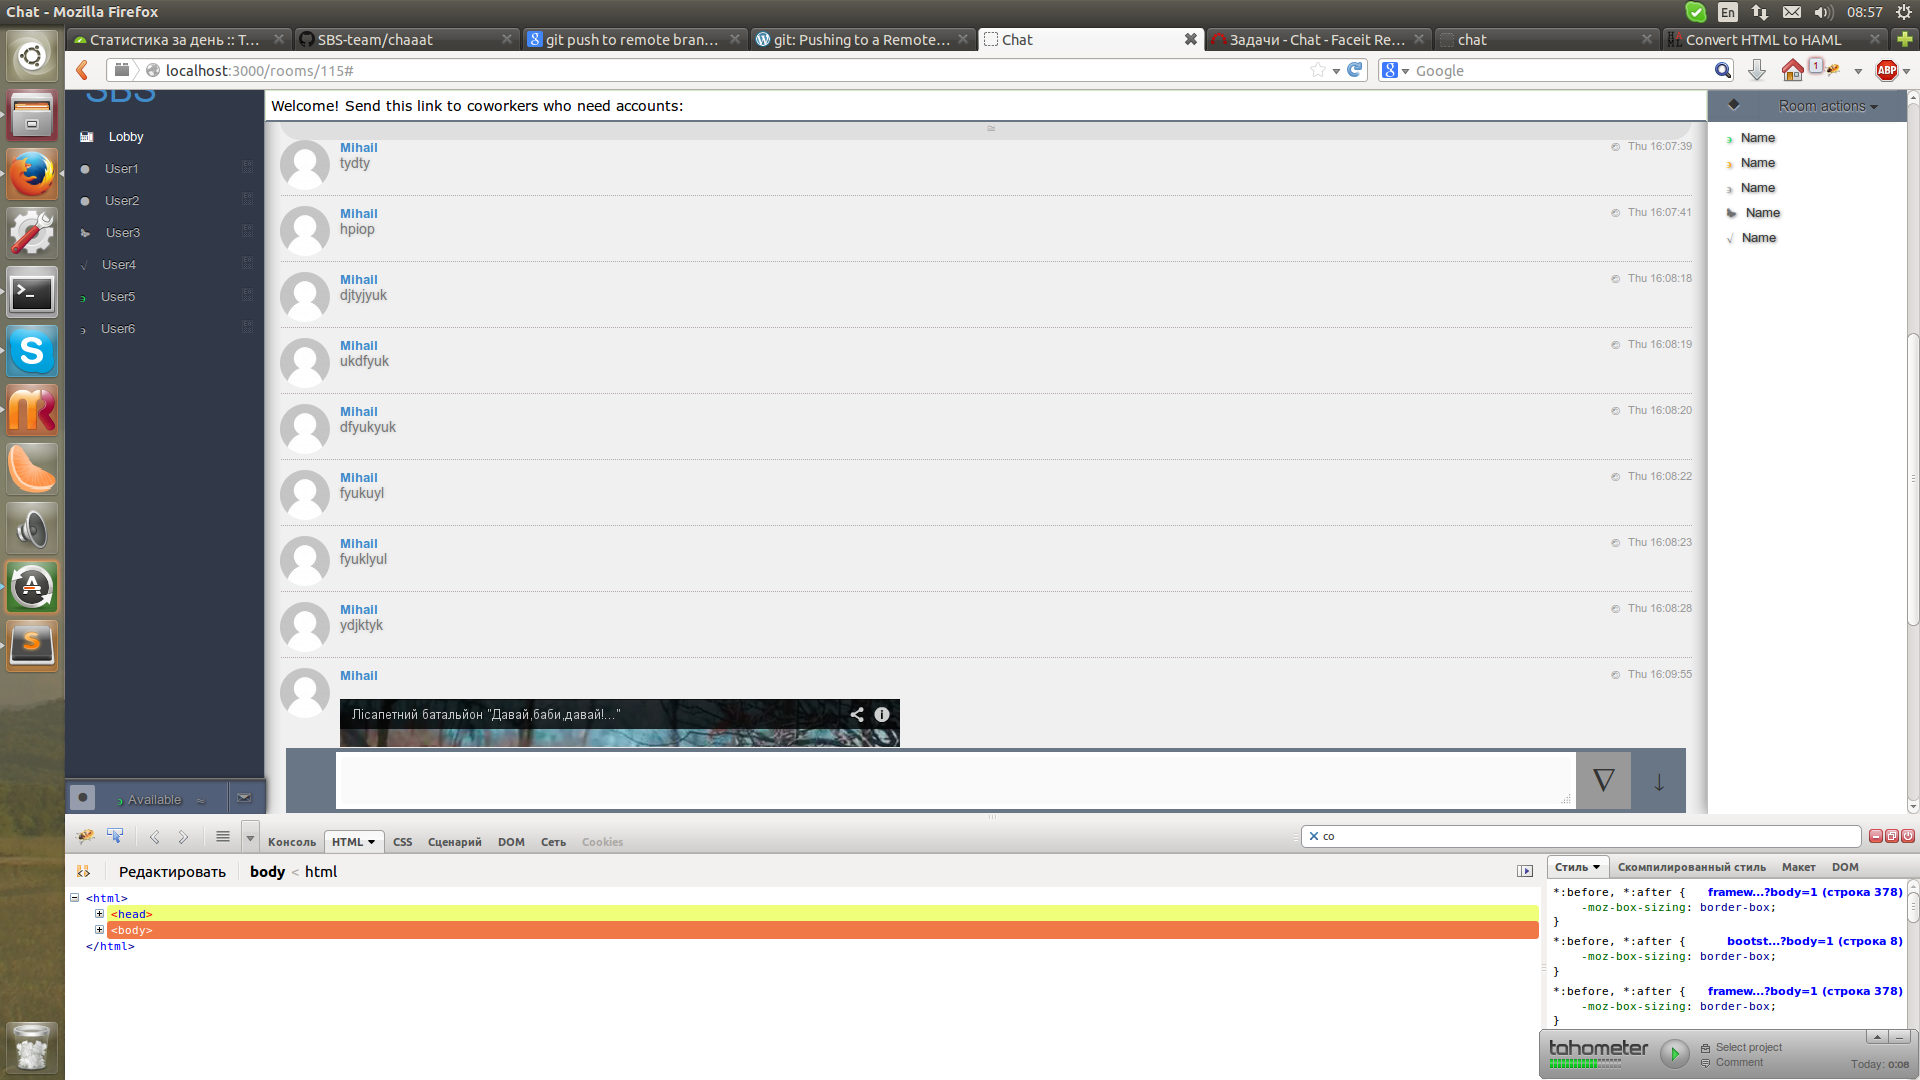 Chat - Mozilla Firefox
En
08:57
Статистика за день :: T...
SBS-team/chaaat
git push to remote bran...
git: Pushing to a Remote...
Chat
Задачи - Chat - Faceit Re...
chat
Convert HTML to HAML
localhost:3000/rooms/115#
Google
1
ABP
SBS
Lobby
User1
User2
User3
User4
User5
User6
Available
Welcome! Send this link to coworkers who need accounts:
Mihail
tydty
Thu 16:07:39
Mihail
hpiop
Thu 16:07:41
Mihail
djtyjyuk
Thu 16:08:18
Mihail
ukdfyuk
Thu 16:08:19
Mihail
dfyukyuk
Thu 16:08:20
Mihail
fyukuyl
Thu 16:08:22
Mihail
fyuklyul
Thu 16:08:23
Mihail
ydjktyk
Thu 16:08:28
Mihail
Thu 16:09:55
Лісапетний батальйон "Давай,баби,давай!..."
Room actions
Name
Name
Name
Name
Name
Консоль
HTML
CSS
Сценарий
DOM
Сеть
Cookies
co
Редактировать
body < html
<html>
<head>
<body>
</html>
Стиль
Скомпилированный стиль
Макет
DOM
*:before, *:after {
framew...?body=1 (строка 378)
-moz-box-sizing: border-box;
}
*:before, *:after {
bootst...?body=1 (строка 8)
-moz-box-sizing: border-box;
}
*:before, *:after {
framew...?body=1 (строка 378)
-moz-box-sizing: border-box;
}
tahometer
Select project
Comment
Today: 0:08